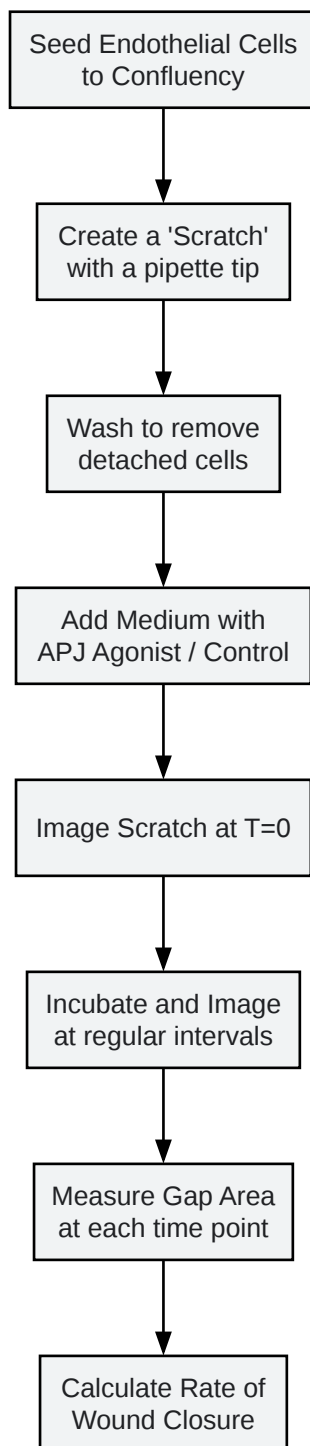 Seed Endothelial Cells
to Confluency
Create a 'Scratch'
with a pipette tip
Wash to remove
detached cells
Add Medium with
APJ Agonist / Control
Image Scratch at T=0
Incubate and Image
at regular intervals
Measure Gap Area
at each time point
Calculate Rate of
Wound Closure